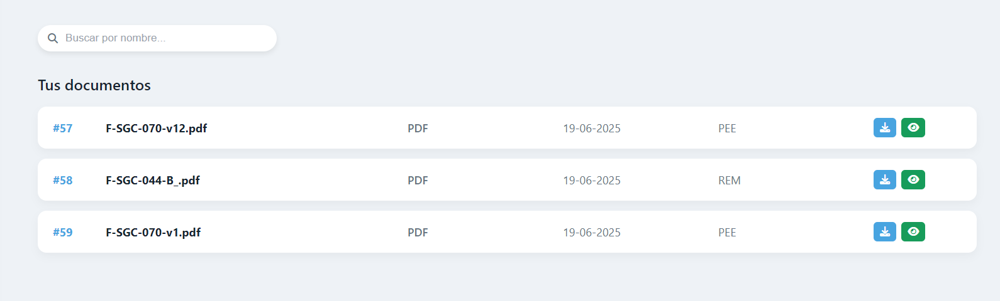 Buscar por nombre...
Tus documentos
#57 F-SGC-070-v12.pdf PDF 19-06-2025 PEE
#58 F-SGC-044-B_.pdf PDF 19-06-2025 REM
#59 F-SGC-070-v1.pdf PDF 19-06-2025 PEE